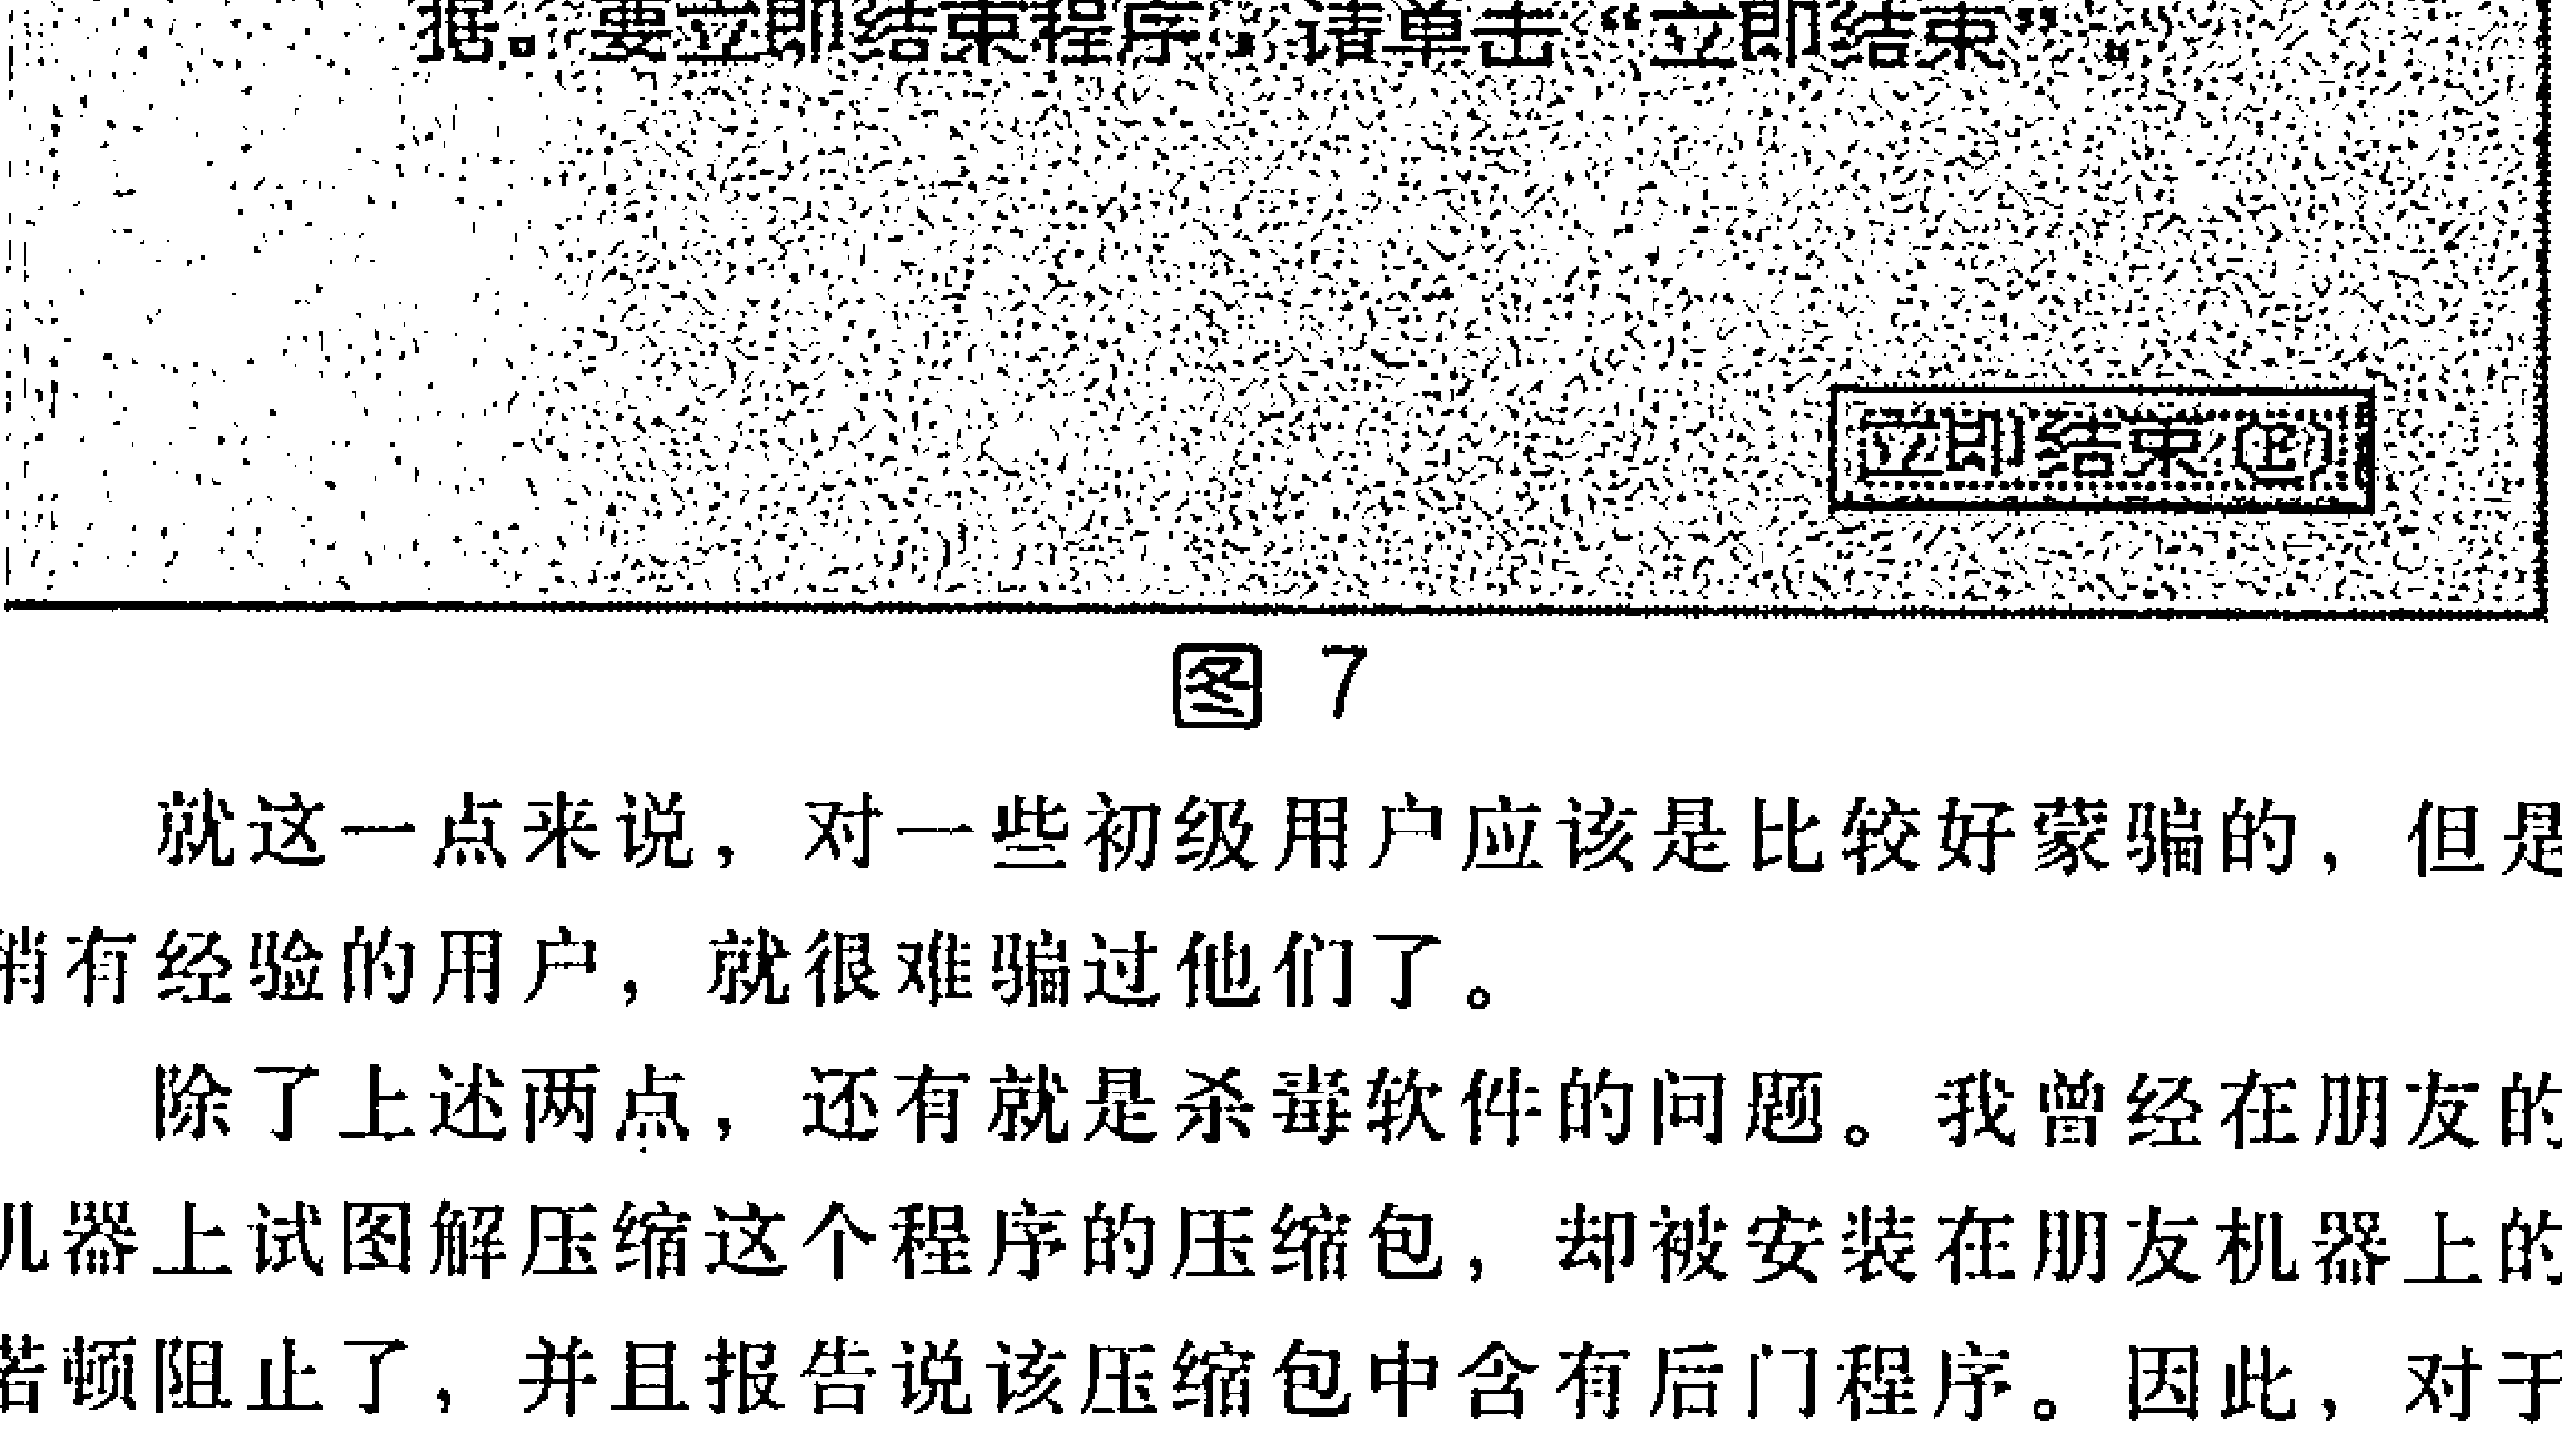 据。要立即结束程序，请单击“立即结束”。
立即结束(E)
图 7
就这一点来说，对一些初级用户应该是比较好蒙骗的，但是
稍有经验的用户，就很难骗过他们了。
除了上述两点，还有就是杀毒软件的问题。我曾经在朋友的
机器上试图解压缩这个程序的压缩包，却被安装在朋友机器上的
诺顿阻止了，并且报告说该压缩包中含有后门程序。因此，对于